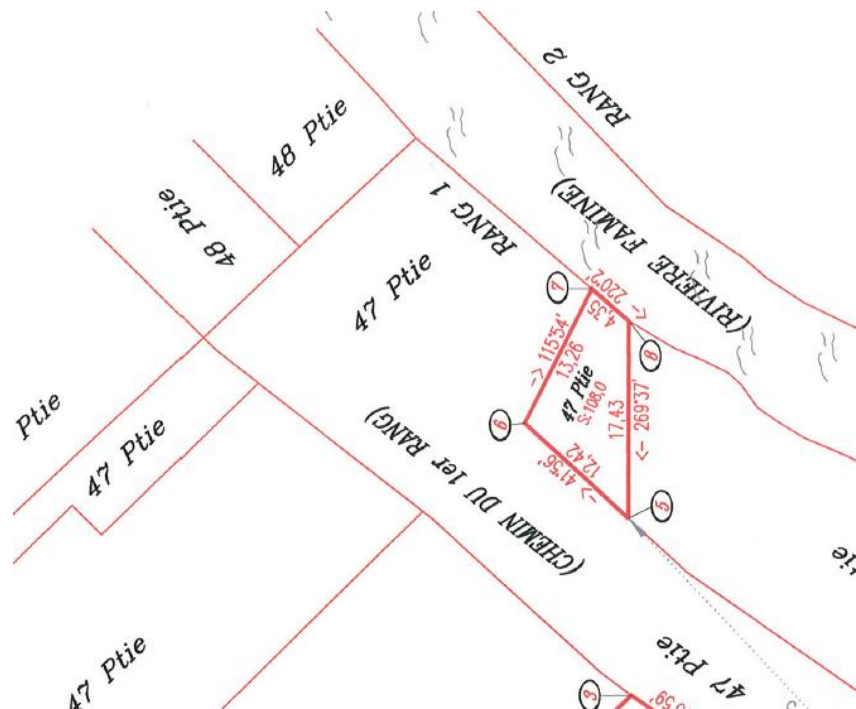 RANG 2
48 Ptie
48 Ptie
RANG 1
(RIVIERE FAMINE)
47 Ptie
7
220°2'
4,35
8
115°54'
13,26
47 Ptie
S:108.0
17,43
269°37'
6
12,42
41°56'
5
(CHEMIN DU 1er RANG)
Ptie
47 Ptie
47 Ptie
47 Ptie